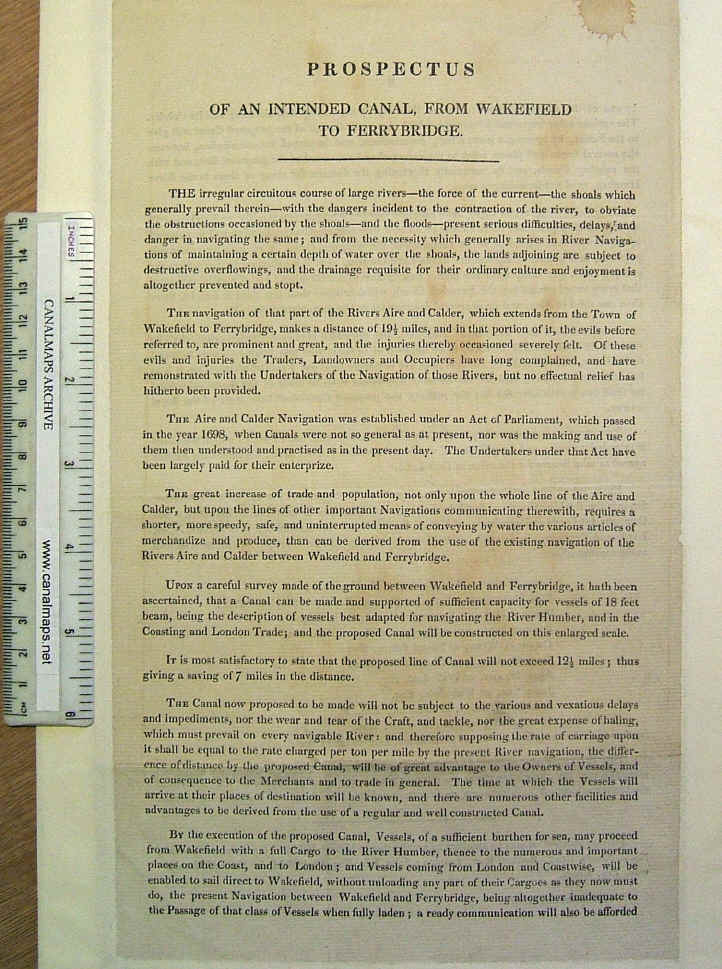 PROSPECTUS
OF AN INTENDED CANAL, FROM WAKEFIELD
TO FERRYBRIDGE.
THE irregular circuitous course of large rivers—the force of the current—the shoals which
generally prevail therein—with the dangers incident to the contraction of the river, to obviate
the obstructions occasioned by the shoals—and the floods—present serious difficulties, delays, and
danger in navigating the same; and from the necessity which generally arises in River Naviga-
tions of maintaining a certain depth of water over the shoals, the lands adjoining are subject to
destructive overflowings, and the drainage requisite for their ordinary culture and enjoyment is
altogether prevented and stopt.
THE navigation of that part of the Rivers Aire and Calder, which extends from the Town of
Wakefield to Ferrybridge, makes a distance of 19½ miles, and in that portion of it, the evils before
referred to, are prominent and great, and the injuries thereby occasioned severely felt. Of these
evils and injuries the Traders, Landowners and Occupiers have long complained, and have
remonstrated with the Undertakers of the Navigation of those Rivers, but no effectual relief has
hitherto been provided.
THE Aire and Calder Navigation was established under an Act of Parliament, which passed
in the year 1698, when Canals were not so general as at present, nor was the making and use of
them then understood and practised as in the present day. The Undertakers under that Act have
been largely paid for their enterprize.
THE great increase of trade and population, not only upon the whole line of the Aire and
Calder, but upon the lines of other important Navigations communicating therewith, requires a
shorter, more speedy, safe, and uninterrupted means of conveying by water the various articles of
merchandize and produce, than can be derived from the use of the existing navigation of the
Rivers Aire and Calder between Wakefield and Ferrybridge.
UPON a careful survey made of the ground between Wakefield and Ferrybridge, it hath been
ascertained, that a Canal can be made and supported of sufficient capacity for vessels of 18 feet
beam, being the description of vessels best adapted for navigating the River Humber, and in the
Coasting and London Trade; and the proposed Canal will be constructed on this enlarged scale.
IT is most satisfactory to state that the proposed line of Canal will not exceed 12½ miles; thus
giving a saving of 7 miles in the distance.
THE Canal now proposed to be made will not be subject to the various and vexatious delays
and impediments, nor the wear and tear of the Craft, and tackle, nor the great expense of haling,
which must prevail on every navigable River: and therefore supposing the rate of carriage upon
it shall be equal to the rate charged per ton per mile by the present River navigation, the differ-
ence of distance by the proposed Canal, will be of great advantage to the Owners of Vessels, and
of consequence to the Merchants and to trade in general. The time at which the Vessels will
arrive at their places of destination will be known, and there are numerous other facilities and
advantages to be derived from the use of a regular and well constructed Canal.
BY the execution of the proposed Canal, Vessels, of a sufficient burthen for sea, may proceed
from Wakefield with a full Cargo to the River Humber, thence to the numerous and important
places on the Coast, and to London; and Vessels coming from London and Coastwise, will be
enabled to sail direct to Wakefield, without unloading any part of their Cargoes as they now must
do, the present Navigation between Wakefield and Ferrybridge, being altogether inadequate to
the Passage of that class of Vessels when fully laden; a ready communication will also be afforded
INCHES
1
2
3
4
5
6
CANALMAPS ARCHIVE
www.canalmaps.net
15
14
13
12
11
10
9
8
7
6
5
4
3
2
1
CM